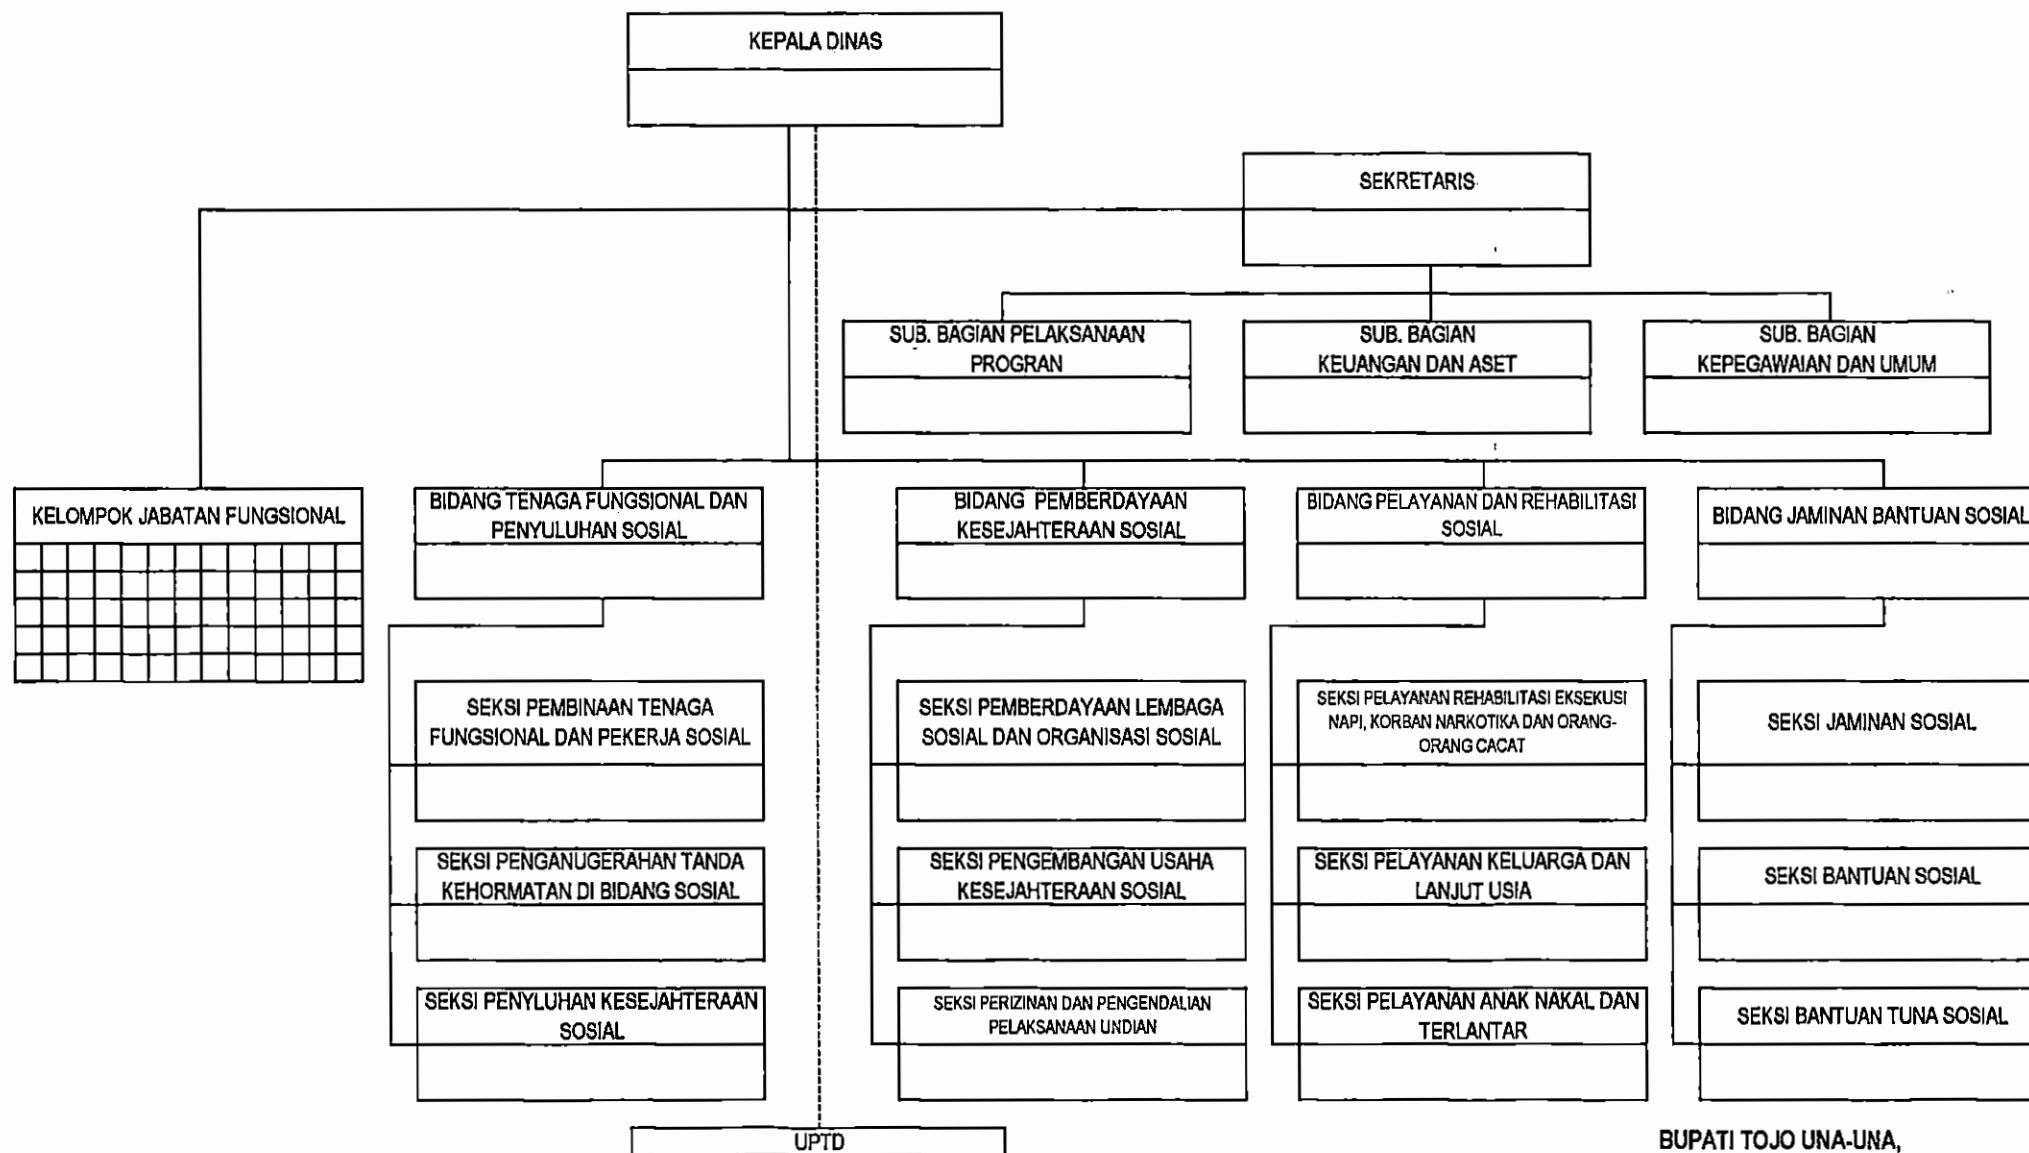 KEPALA DINAS
SEKRETARIS
SUB. BAGIAN PELAKSANAAN
PROGRAN
SUB. BAGIAN
KEUANGAN DAN ASET
SUB. BAGIAN
KEPEGAWAIAN DAN UMUM
KELOMPOK JABATAN FUNGSIONAL
BIDANG TENAGA FUNGSIONAL DAN
PENYULUHAN SOSIAL
BIDANG PEMBERDAYAAN
KESEJAHTERAAN SOSIAL
BIDANG PELAYANAN DAN REHABILITASI
SOSIAL
BIDANG JAMINAN BANTUAN SOSIAL
SEKSI PEMBINAAN TENAGA
FUNGSIONAL DAN PEKERJA SOSIAL
SEKSI PEMBERDAYAAN LEMBAGA
SOSIAL DAN ORGANISASI SOSIAL
SEKSI PELAYANAN REHABILITASI EKSEKUSI
NAPI, KORBAN NARKOTIKA DAN ORANG-
ORANG CACAT
SEKSI JAMINAN SOSIAL
SEKSI PENGANUGERAHAN TANDA
KEHORMATAN DI BIDANG SOSIAL
SEKSI PENGEMBANGAN USAHA
KESEJAHTERAAN SOSIAL
SEKSI PELAYANAN KELUARGA DAN
LANJUT USIA
SEKSI BANTUAN SOSIAL
SEKSI PENYLUHAN KESEJAHTERAAN
SOSIAL
SEKSI PERIZINAN DAN PENGENDALIAN
PELAKSANAAN UNDIAN
SEKSI PELAYANAN ANAK NAKAL DAN
TERLANTAR
SEKSI BANTUAN TUNA SOSIAL
UPTD
BUPATI TOJO UNA-UNA,